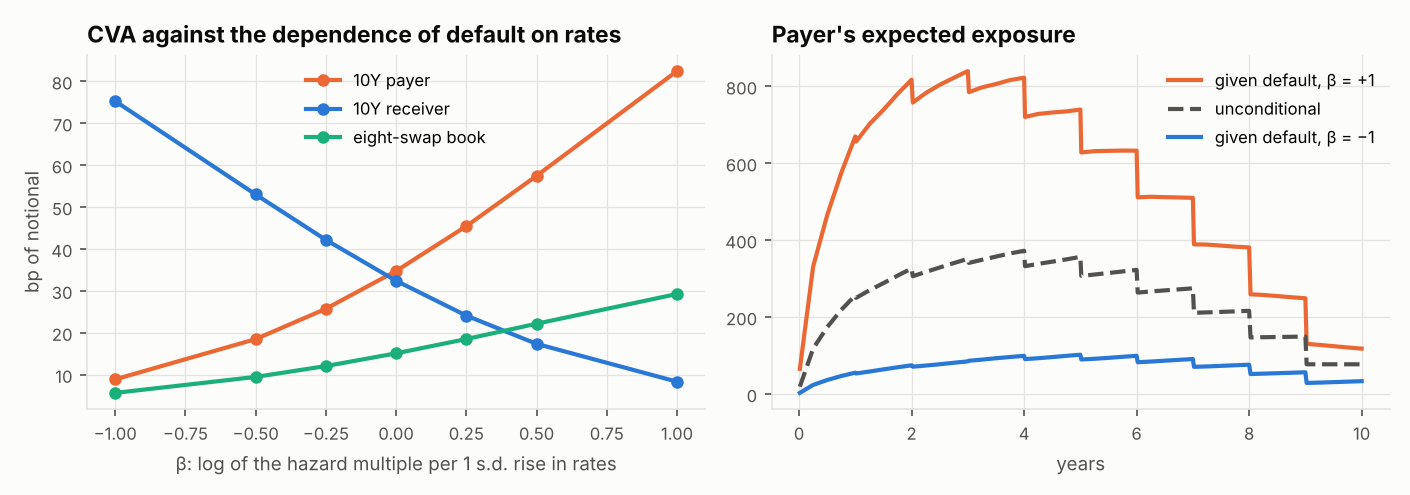 CVA against the dependence of default on rates
10Y payer
10Y receiver
eight-swap book
bp of notional
80
70
60
50
40
30
20
10
−1.00 −0.75 −0.50 −0.25 0.00 0.25 0.50 0.75 1.00
β: log of the hazard multiple per 1 s.d. rise in rates
Payer's expected exposure
given default, β = +1
unconditional
given default, β = −1
800
600
400
200
0
0 2 4 6 8 10
years